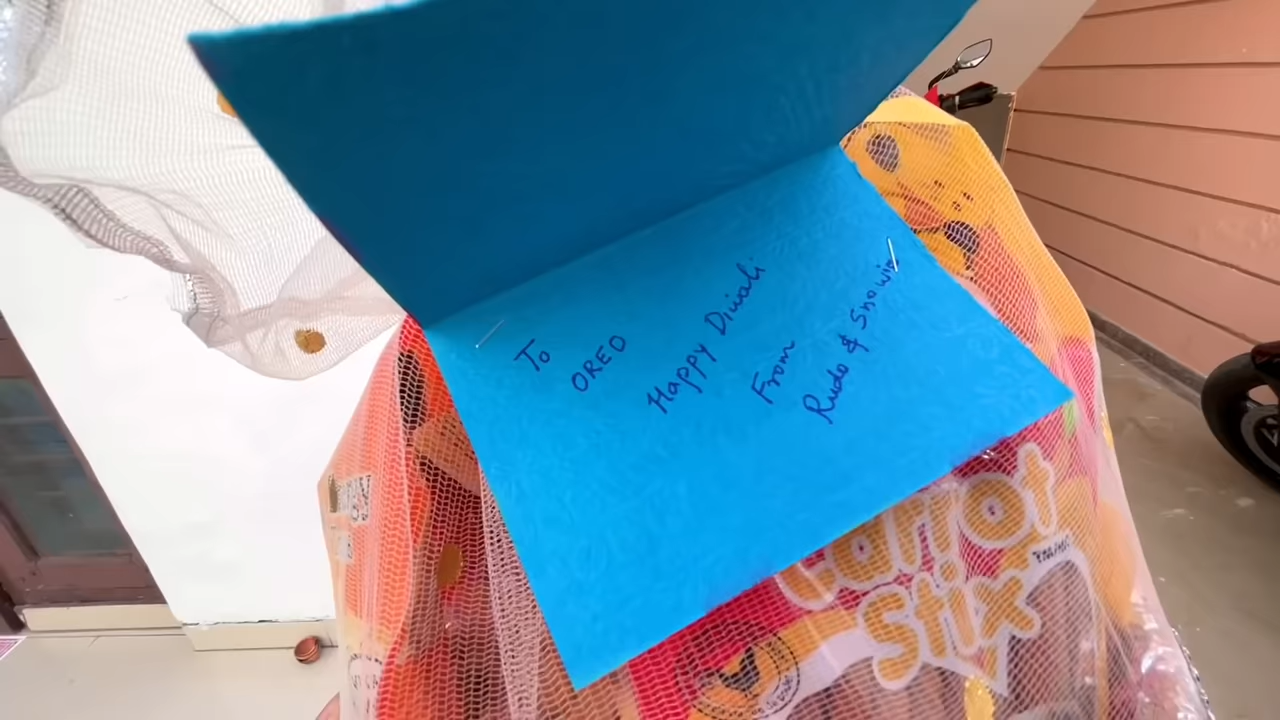 To
OREO
Happy Diwali
From
Rudo & Snowie
Carrot
Stix